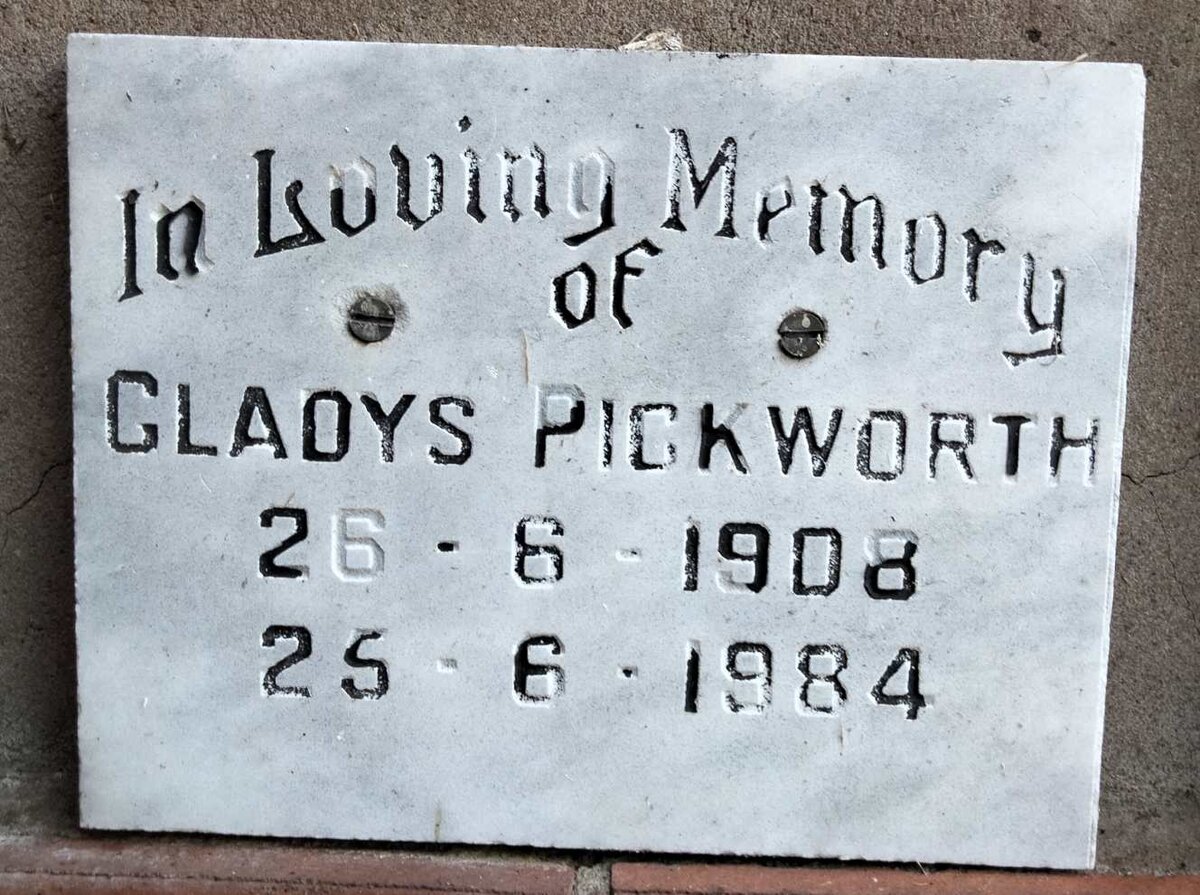 In Loving Memory
of
GLADYS PICKWORTH
26 - 6 - 1908
25 - 6 - 1984